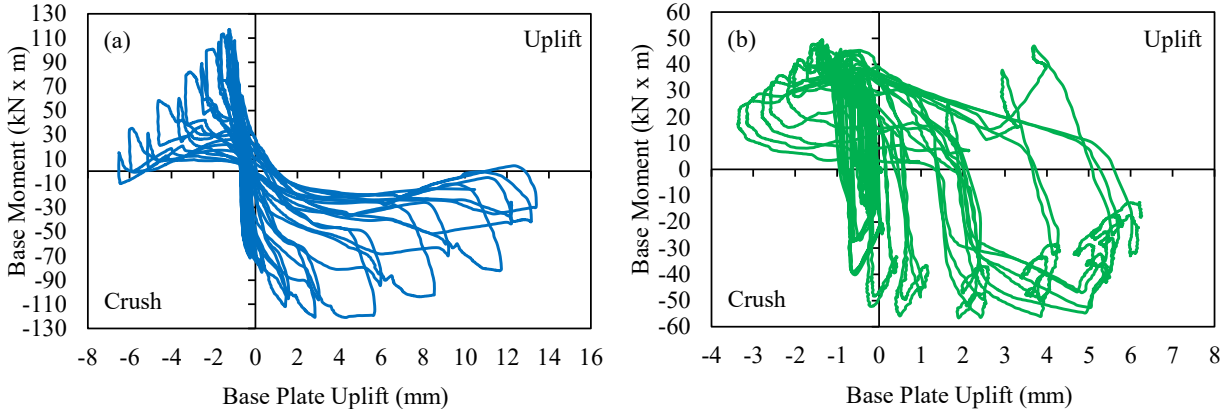 (a)
Uplift
Crush
Base Moment (kN x m)
130
110
90
70
50
30
10
-10
-30
-50
-70
-90
-110
-130
-8 -6 -4 -2 0 2 4 6 8 10 12 14 16
Base Plate Uplift (mm)
(b)
Uplift
Crush
Base Moment (kN x m)
60
50
40
30
20
10
0
-10
-20
-30
-40
-50
-60
-4 -3 -2 -1 0 1 2 3 4 5 6 7 8
Base Plate Uplift (mm)